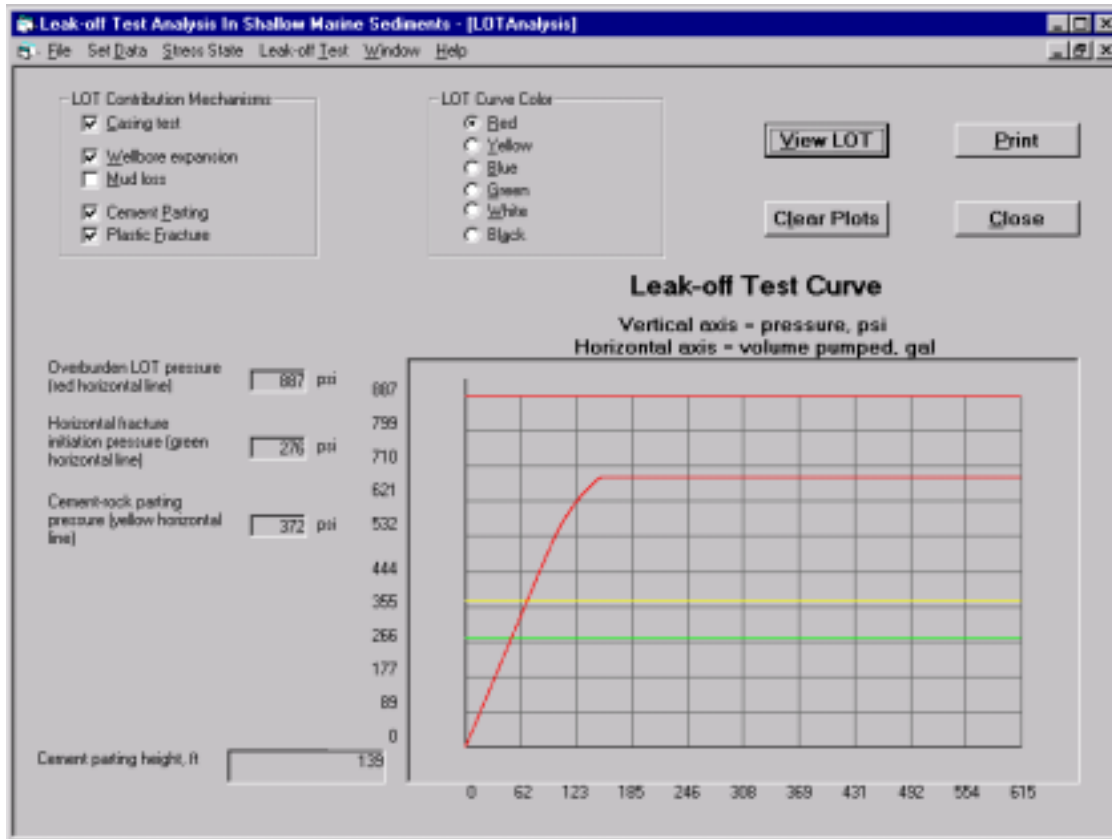 Leak-off Test Analysis In Shallow Marine Sediments - [LOTAnalysis]
File Set Data Stress State Leak-off Test Window Help
LOT Contribution Mechanisms
Casing test
Wellbore expansion
Mud loss
Cement Parting
Plastic Fracture
LOT Curve Color
Red
Yellow
Blue
Green
White
Black
View LOT
Print
Clear Plots
Close
Leak-off Test Curve
Vertical axis = pressure, psi
Horizontal axis = volume pumped, gal
Overburden LOT pressure
(red horizontal line)
887 psi
Horizontal fracture
initiation pressure (green
horizontal line)
276 psi
Cement-rock parting
pressure (yellow horizontal
line)
372 psi
Cement parting height, ft
139
887
799
710
621
532
444
355
266
177
89
0
0 62 123 185 246 308 369 431 492 554 615